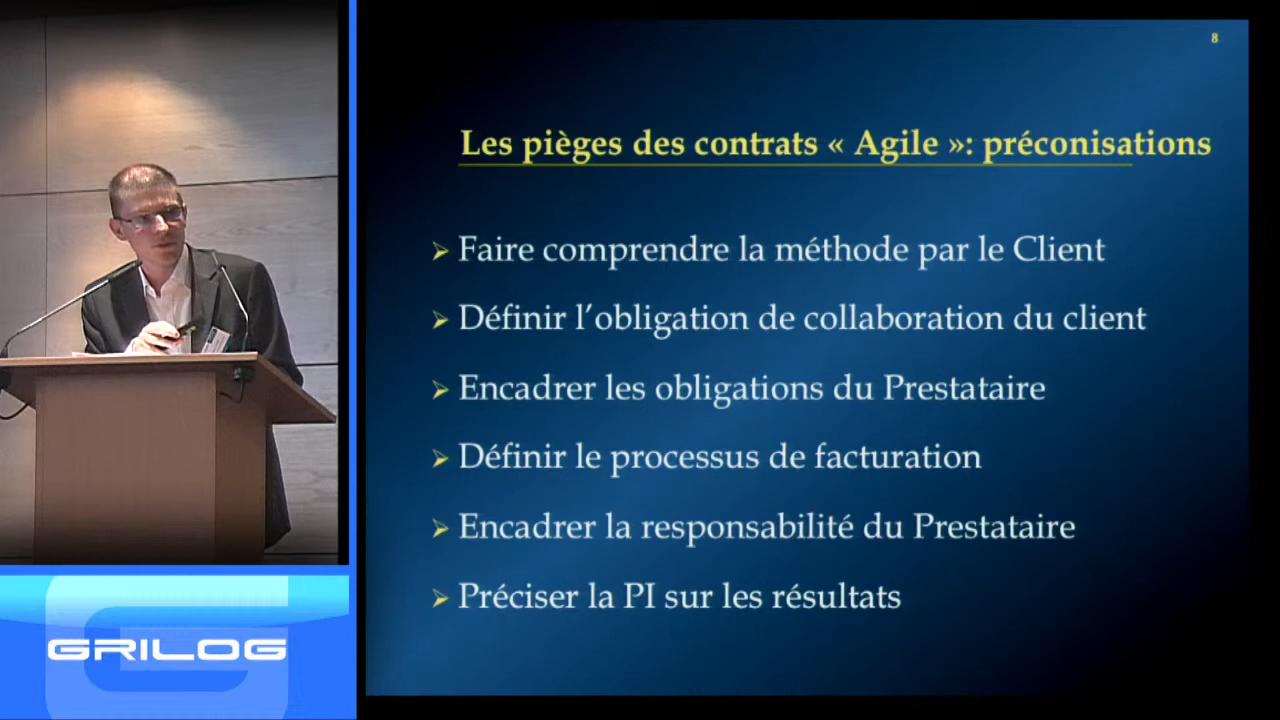 8
Les pièges des contrats « Agile »: préconisations
Faire comprendre la méthode par le Client
Définir l’obligation de collaboration du client
Encadrer les obligations du Prestataire
Définir le processus de facturation
Encadrer la responsabilité du Prestataire
Préciser la PI sur les résultats
GRILOG